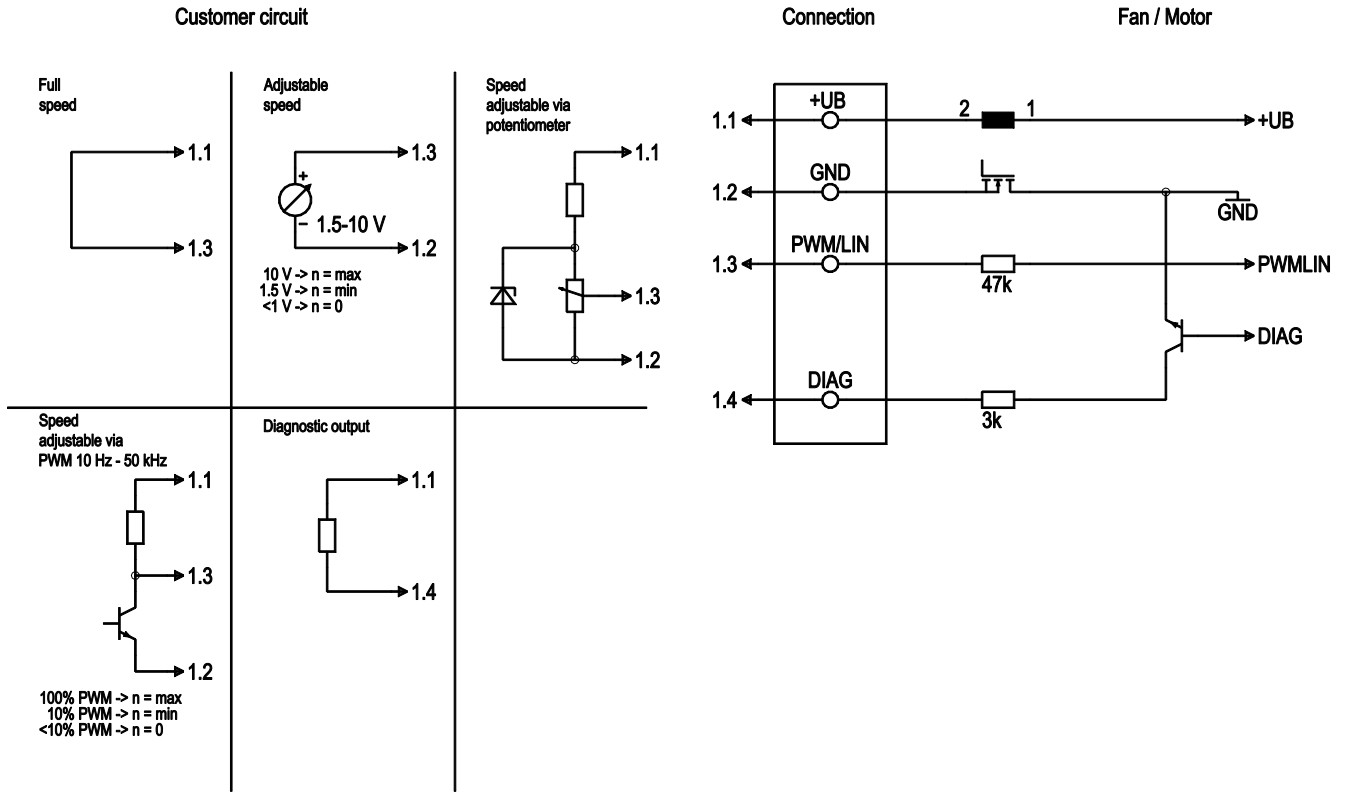 Customer circuit
Connection
Fan / Motor
Full
speed
1.1
1.3
Adjustable
speed
1.3
+
–
1.5-10 V
1.2
10 V -> n = max
1.5 V -> n = min
<1 V -> n = 0
Speed
adjustable via
potentiometer
1.1
1.3
1.2
Speed
adjustable via
PWM 10 Hz - 50 kHz
1.1
1.3
1.2
100% PWM -> n = max
10% PWM -> n = min
<10% PWM -> n = 0
Diagnostic output
1.1
1.4
1.1
+UB
2
1
+UB
1.2
GND
GND
1.3
PWM/LIN
47k
PWMLIN
DIAG
1.4
DIAG
3k